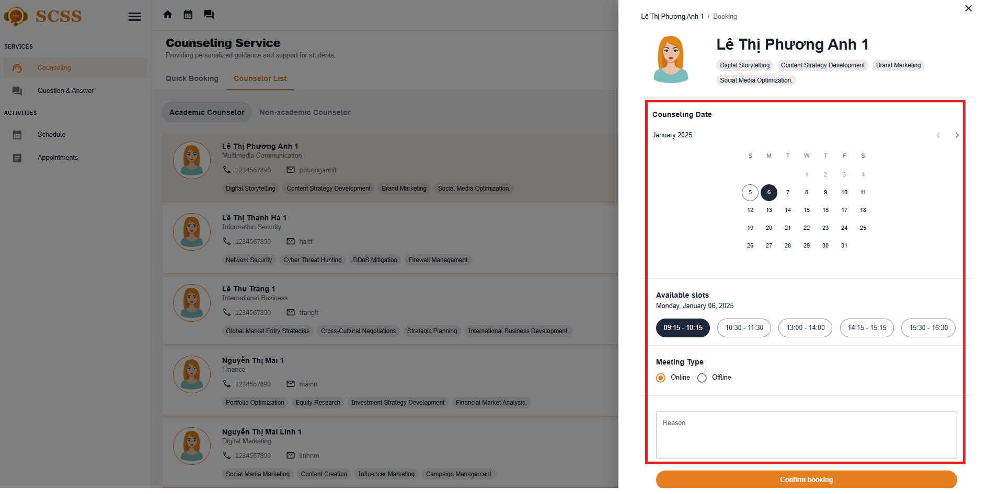 SCSS
SERVICES
Counseling
Question & Answer
ACTIVITIES
Schedule
Appointments
Counseling Service
Providing personalized guidance and support for students.
Quick Booking Counselor List
Academic Counselor Non-academic Counselor
Lê Thị Phương Anh 1
Multimedia Communication
1234567890 phuonganhlt
Digital Storytelling Content Strategy Development Brand Marketing Social Media Optimization.
Lê Thị Thanh Hà 1
Information Security
1234567890 haltt
Network Security Cyber Threat Hunting DDoS Mitigation Firewall Management.
Lê Thu Trang 1
International Business
1234567890 tranglt
Global Market Entry Strategies Cross-Cultural Negotiations Strategic Planning International Business Development.
Nguyễn Thị Mai 1
Finance
1234567890 mainn
Portfolio Optimization Equity Research Investment Strategy Development Financial Market Analysis.
Nguyễn Thị Mai Linh 1
Digital Marketing
1234567890 linhnm
Social Media Marketing Content Creation Influencer Marketing Campaign Management.
Lê Thị Phương Anh 1 / Booking
Lê Thị Phương Anh 1
Digital Storytelling Content Strategy Development Brand Marketing
Social Media Optimization.
Counseling Date
January 2025
S M T W T F S
1 2 3 4
5 6 7 8 9 10 11
12 13 14 15 16 17 18
19 20 21 22 23 24 25
26 27 28 29 30 31
Available slots
Monday, January 06, 2025
09:15 - 10:15 10:30 - 11:30 13:00 - 14:00 14:15 - 15:15 15:30 - 16:30
Meeting Type
Online Offline
Reason
Confirm booking